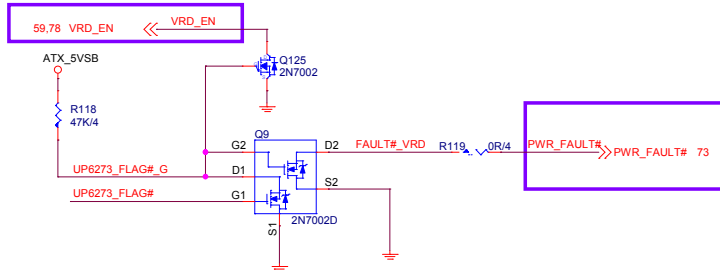 59,78 VRD_EN
VRD_EN
ATX_5VSB
Q125
2N7002
R118
47K/4
Q9
G2
D2
FAULT#_VRD
R119
0R/4
PWR_FAULT#
PWR_FAULT# 73
UP6273_FLAG#_G
D1
S2
UP6273_FLAG#
G1
2N7002D
S1